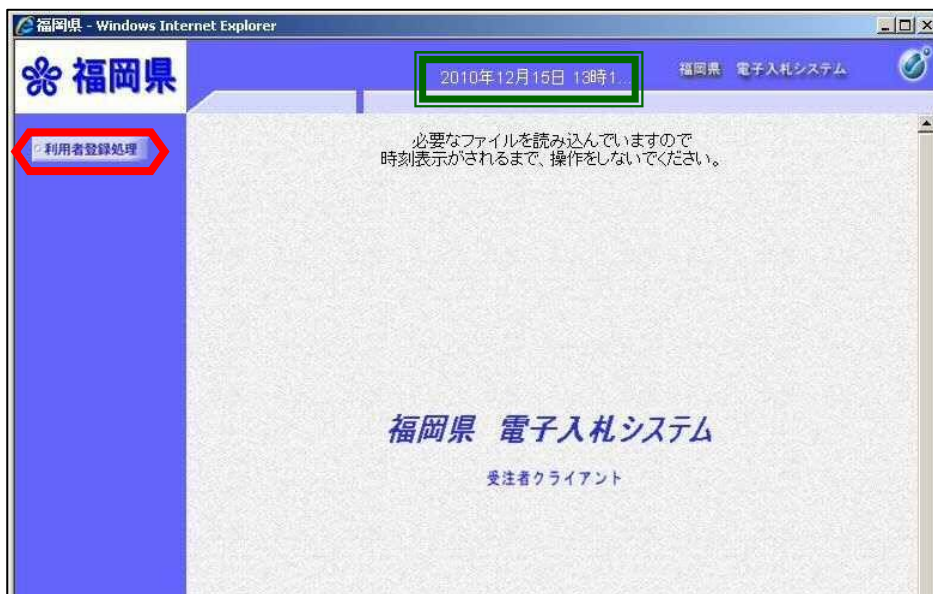 福岡県 - Windows Internet Explorer
福岡県
2010年12月15日 13時1...
福岡県 電子入札システム
利用者登録処理
必要なファイルを読み込んでいますので
時刻表示がされるまで、操作をしないでください。
福岡県 電子入札システム
受注者クライアント